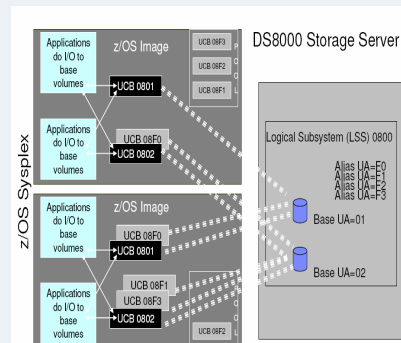 Applications
do I/O to
base
volumes
z/OS Image
UCB 08F3
UCB 08F2
UCB 08F1
P
O
O
L
UCB 0801
Applications
do I/O to
base
volumes
UCB 08F0
UCB 0802
DS8000 Storage Server
z/OS Sysplex
Applications
do I/O to
base
volumes
z/OS Image
UCB 08F0
UCB 0801
Applications
do I/O to
base
volumes
UCB 08F1
UCB 08F3
UCB 0802
P
O
O
L
UCB 08F2
Logical Subsystem (LSS) 0800
Alias UA=F0
Alias UA=F1
Alias UA=F2
Alias UA=F3
Base UA=01
Base UA=02